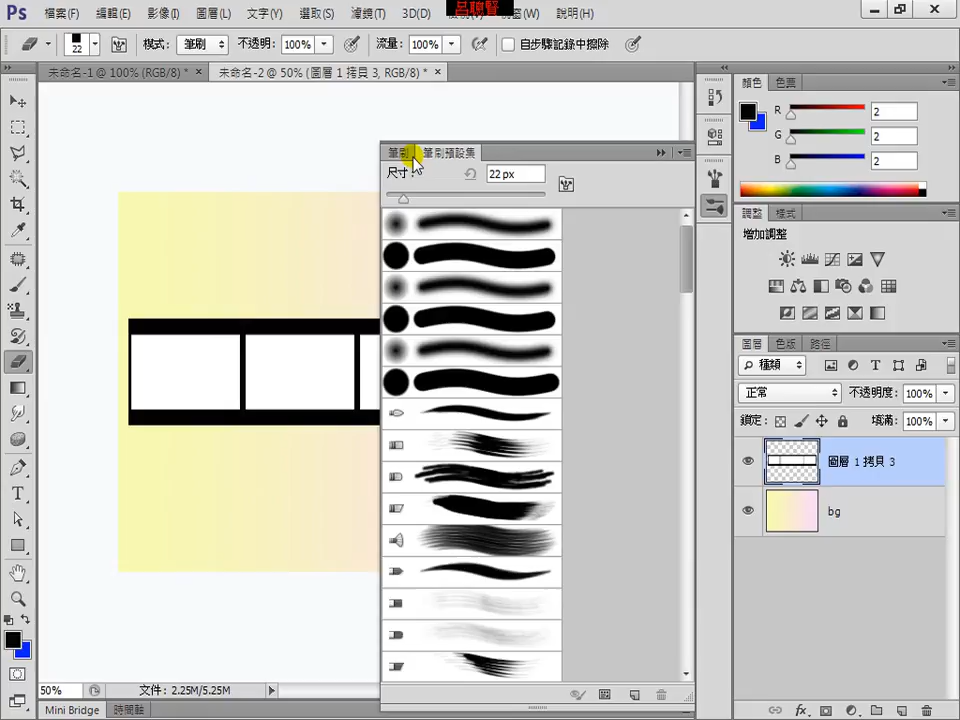 呂聰賢
Ps 檔案(F) 編輯(E) 影像(I) 圖層(L) 文字(Y) 選取(S) 濾鏡(T) 3D(D) 視窗(W) 說明(H)
22 模式: 筆刷 不透明: 100% 流量: 100% 自步驟記錄中擦除
未命名-1 @ 100% (RGB/8) * × 未命名-2 @ 50% (圖層 1 拷貝 3, RGB/8) * ×
筆刷 筆刷預設集
尺寸: 22 px
顏色 色票
R 2
G 2
B 2
調整 樣式
增加調整
圖層 色版 路徑
種類 T
正常 不透明度: 100%
鎖定: 填滿: 100%
圖層 1 拷貝 3
bg
T
50% 文件: 2.25M/5.25M
Mini Bridge 時間軸
fx